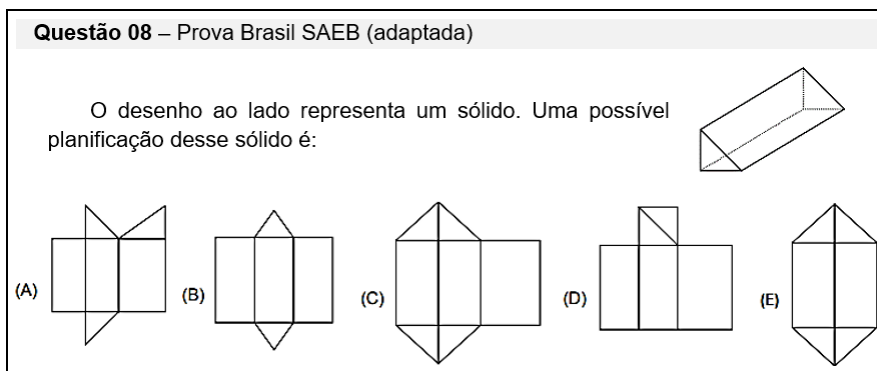 Questão 08 – Prova Brasil SAEB (adaptada)
O desenho ao lado representa um sólido. Uma possível
planificação desse sólido é:
(A) (B) (C) (D) (E)